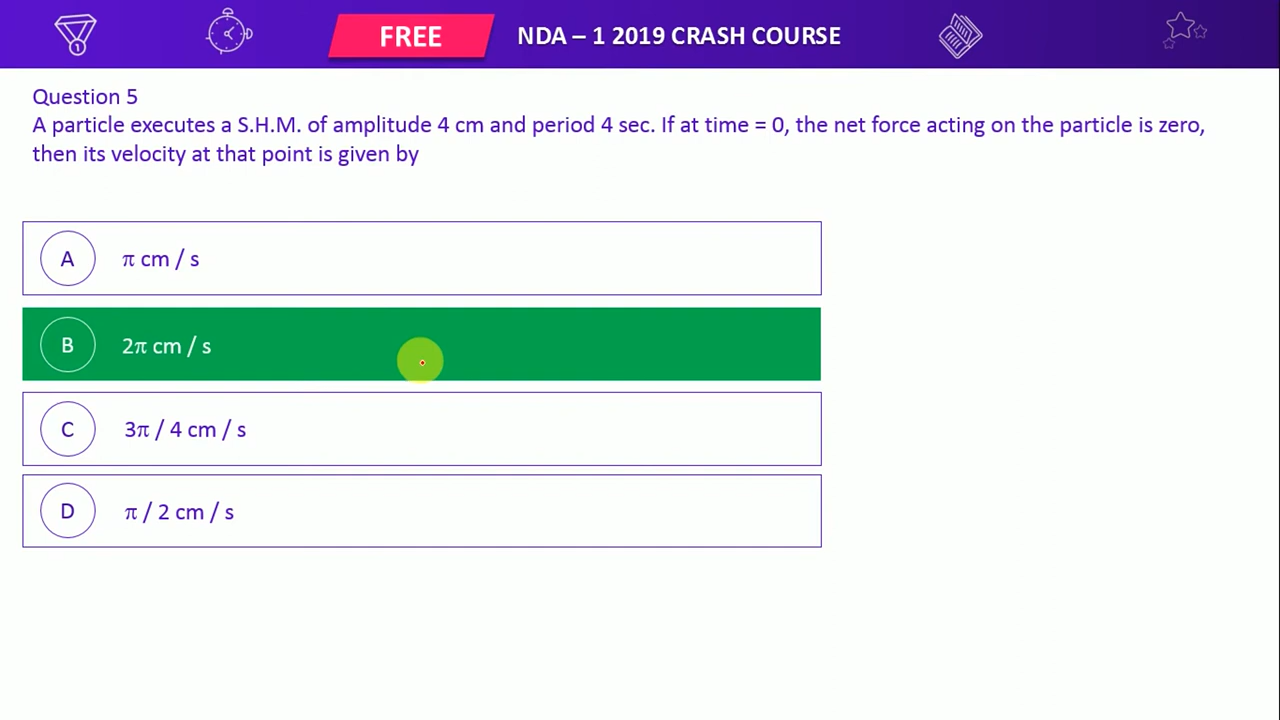 FREE
NDA – 1 2019 CRASH COURSE
1
Question 5
A particle executes a S.H.M. of amplitude 4 cm and period 4 sec. If at time = 0, the net force acting on the particle is zero,
then its velocity at that point is given by
A π cm / s
B 2π cm / s
C 3π / 4 cm / s
D π / 2 cm / s